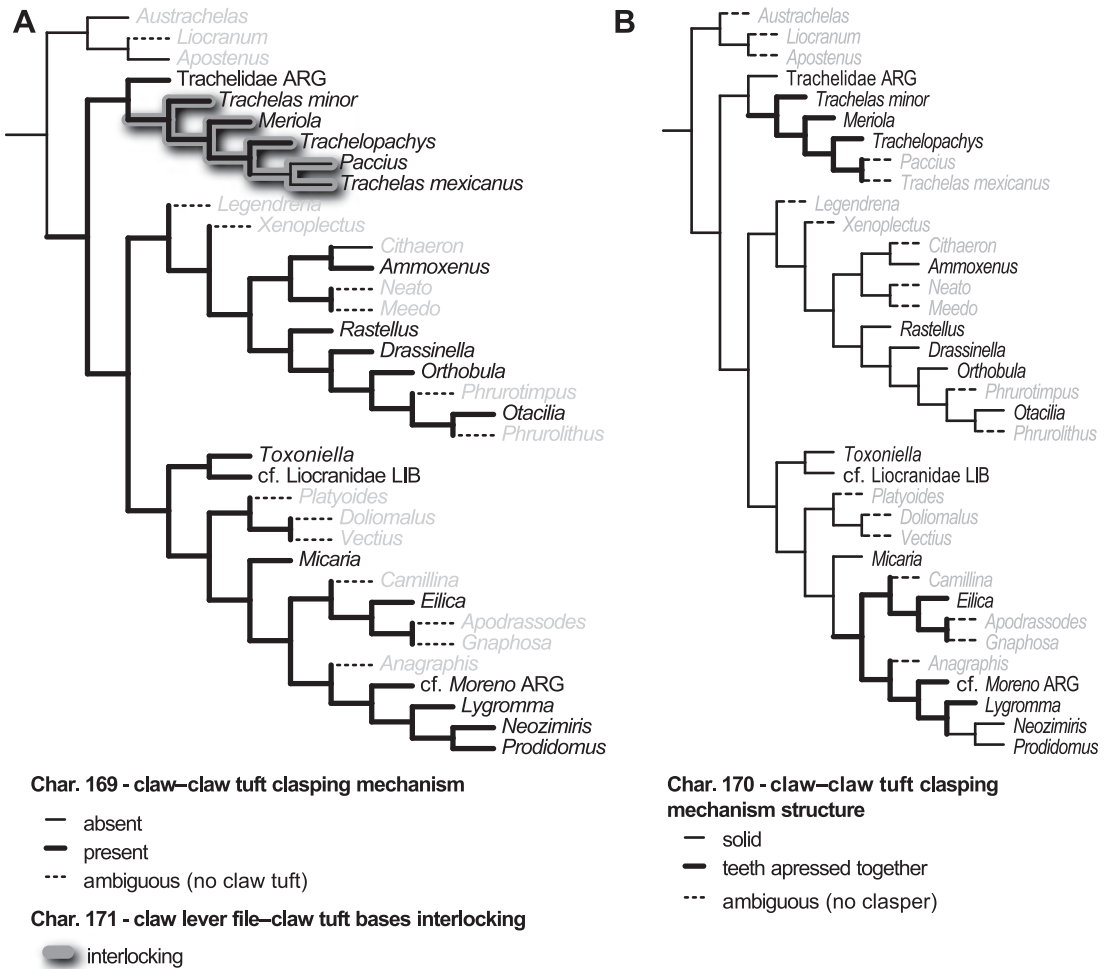 A
Austrachelas
Liocranum
Apostenus
Trachelidae ARG
Trachelas minor
Meriola
Trachelopachys
Paccius
Trachelas mexicanus
Legendrena
Xenoplectus
Cithaeron
Ammoxenus
Neato
Meedo
Rastellus
Drassinella
Orthobula
Phrurotimpus
Otacilia
Phrurolithus
Toxoniella
cf. Liocranidae LIB
Platyoides
Doliomalus
Vectius
Micaria
Camillina
Eilica
Apodrassodes
Gnaphosa
Anagraphis
cf. Moreno ARG
Lygromma
Neozimiris
Prodidomus
Char. 169 - claw–claw tuft clasping mechanism
absent
present
ambiguous (no claw tuft)
Char. 171 - claw lever file–claw tuft bases interlocking
interlocking
B
Austrachelas
Liocranum
Apostenus
Trachelidae ARG
Trachelas minor
Meriola
Trachelopachys
Paccius
Trachelas mexicanus
Legendrena
Xenoplectus
Cithaeron
Ammoxenus
Neato
Meedo
Rastellus
Drassinella
Orthobula
Phrurotimpus
Otacilia
Phrurolithus
Toxoniella
cf. Liocranidae LIB
Platyoides
Doliomalus
Vectius
Micaria
Camillina
Eilica
Apodrassodes
Gnaphosa
Anagraphis
cf. Moreno ARG
Lygromma
Neozimiris
Prodidomus
Char. 170 - claw–claw tuft clasping
mechanism structure
solid
teeth apressed together
ambiguous (no clasper)